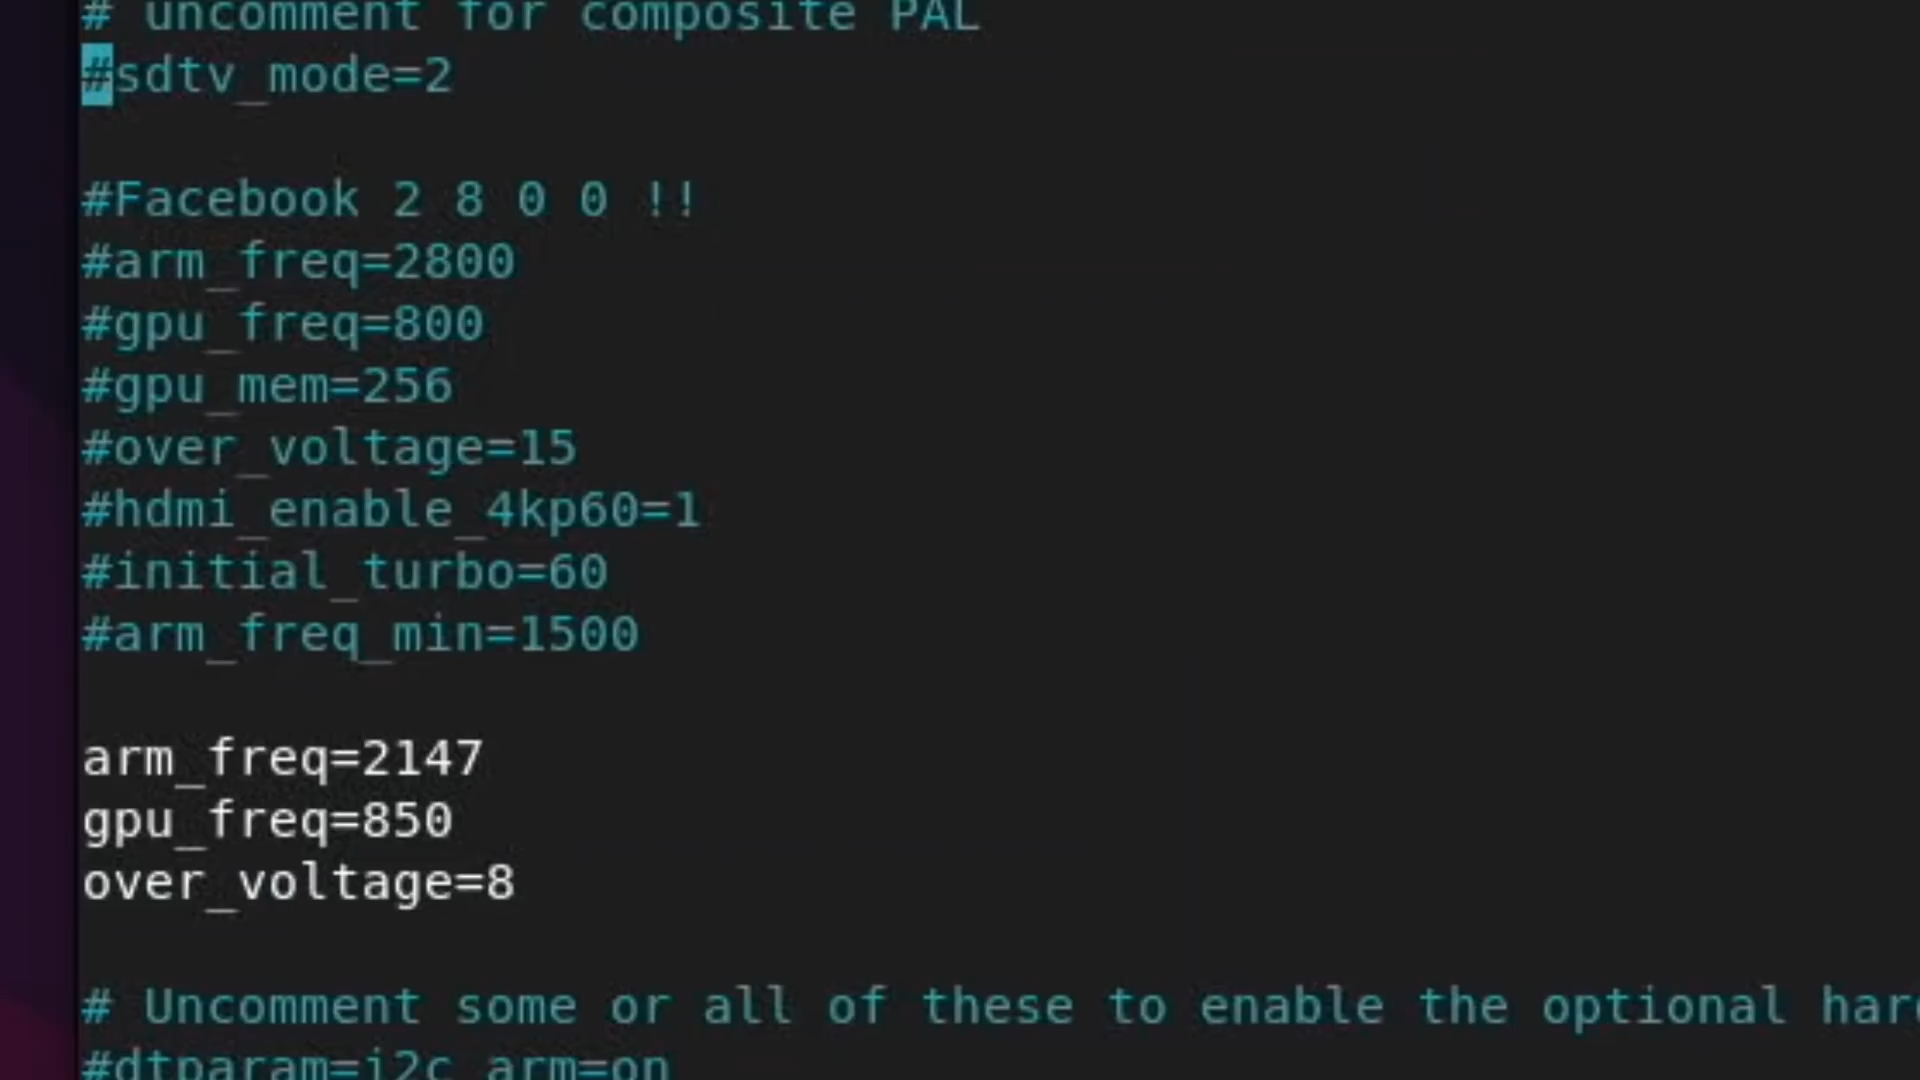 # uncomment for composite PAL
#sdtv_mode=2
#Facebook 2 8 0 0 !!
#arm_freq=2800
#gpu_freq=800
#gpu_mem=256
#over_voltage=15
#hdmi_enable_4kp60=1
#initial_turbo=60
#arm_freq_min=1500
arm_freq=2147
gpu_freq=850
over_voltage=8
# Uncomment some or all of these to enable the optional har
#dtparam=i2c_arm=on